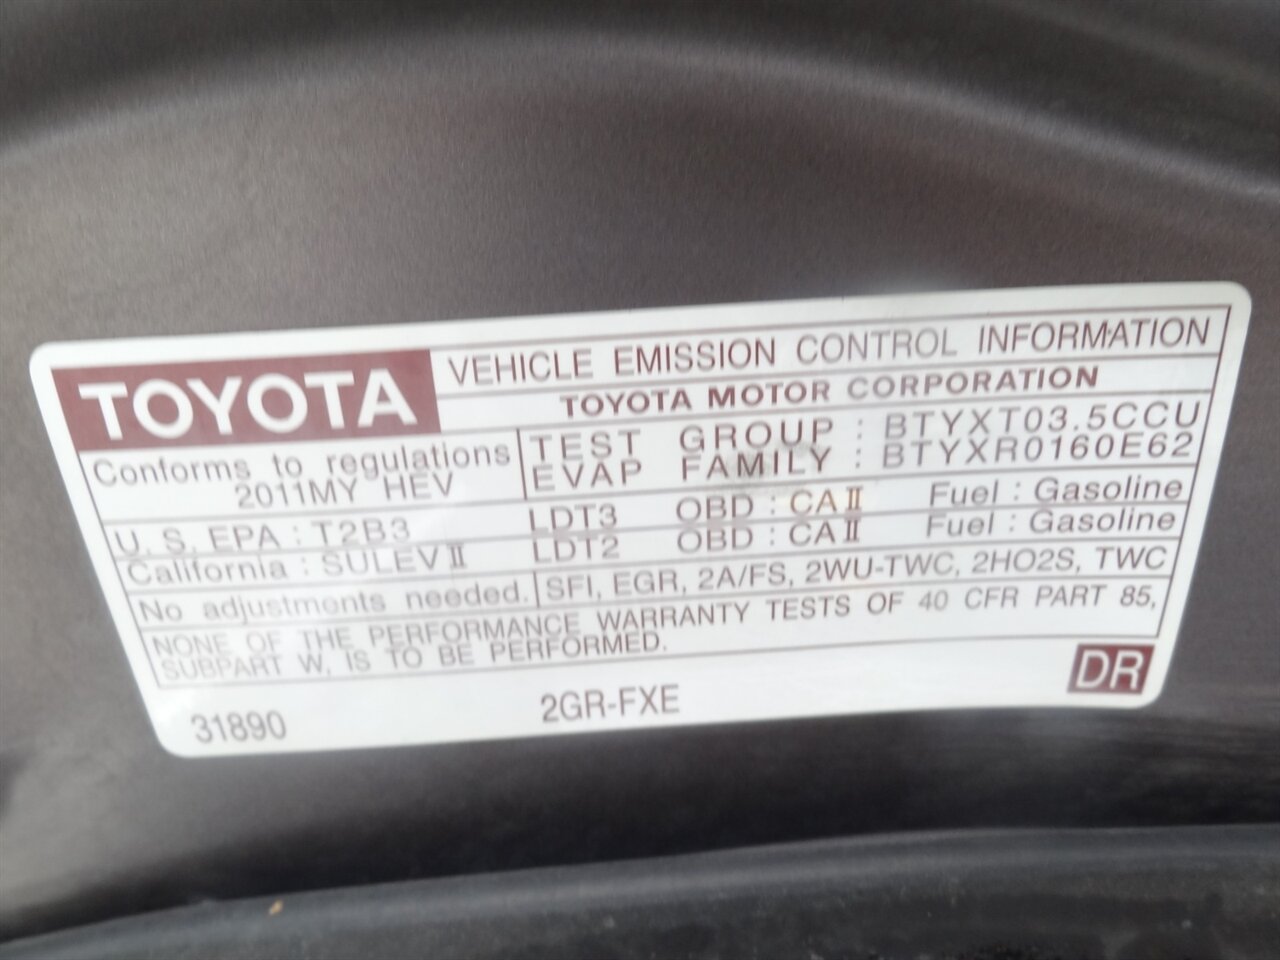 TOYOTA VEHICLE EMISSION CONTROL INFORMATION
TOYOTA MOTOR CORPORATION
Conforms to regulations
2011MY HEV
TEST GROUP : BTYXT03.5CCU
EVAP FAMILY : BTYXR0160E62
U. S. EPA : T2B3 LDT3 OBD : CAⅡ Fuel : Gasoline
California : SULEVⅡ LDT2 OBD : CAⅡ Fuel : Gasoline
No adjustments needed. SFI, EGR, 2A/FS, 2WU-TWC, 2HO2S, TWC
NONE OF THE PERFORMANCE WARRANTY TESTS OF 40 CFR PART 85,
SUBPART W, IS TO BE PERFORMED.
DR
31890 2GR-FXE